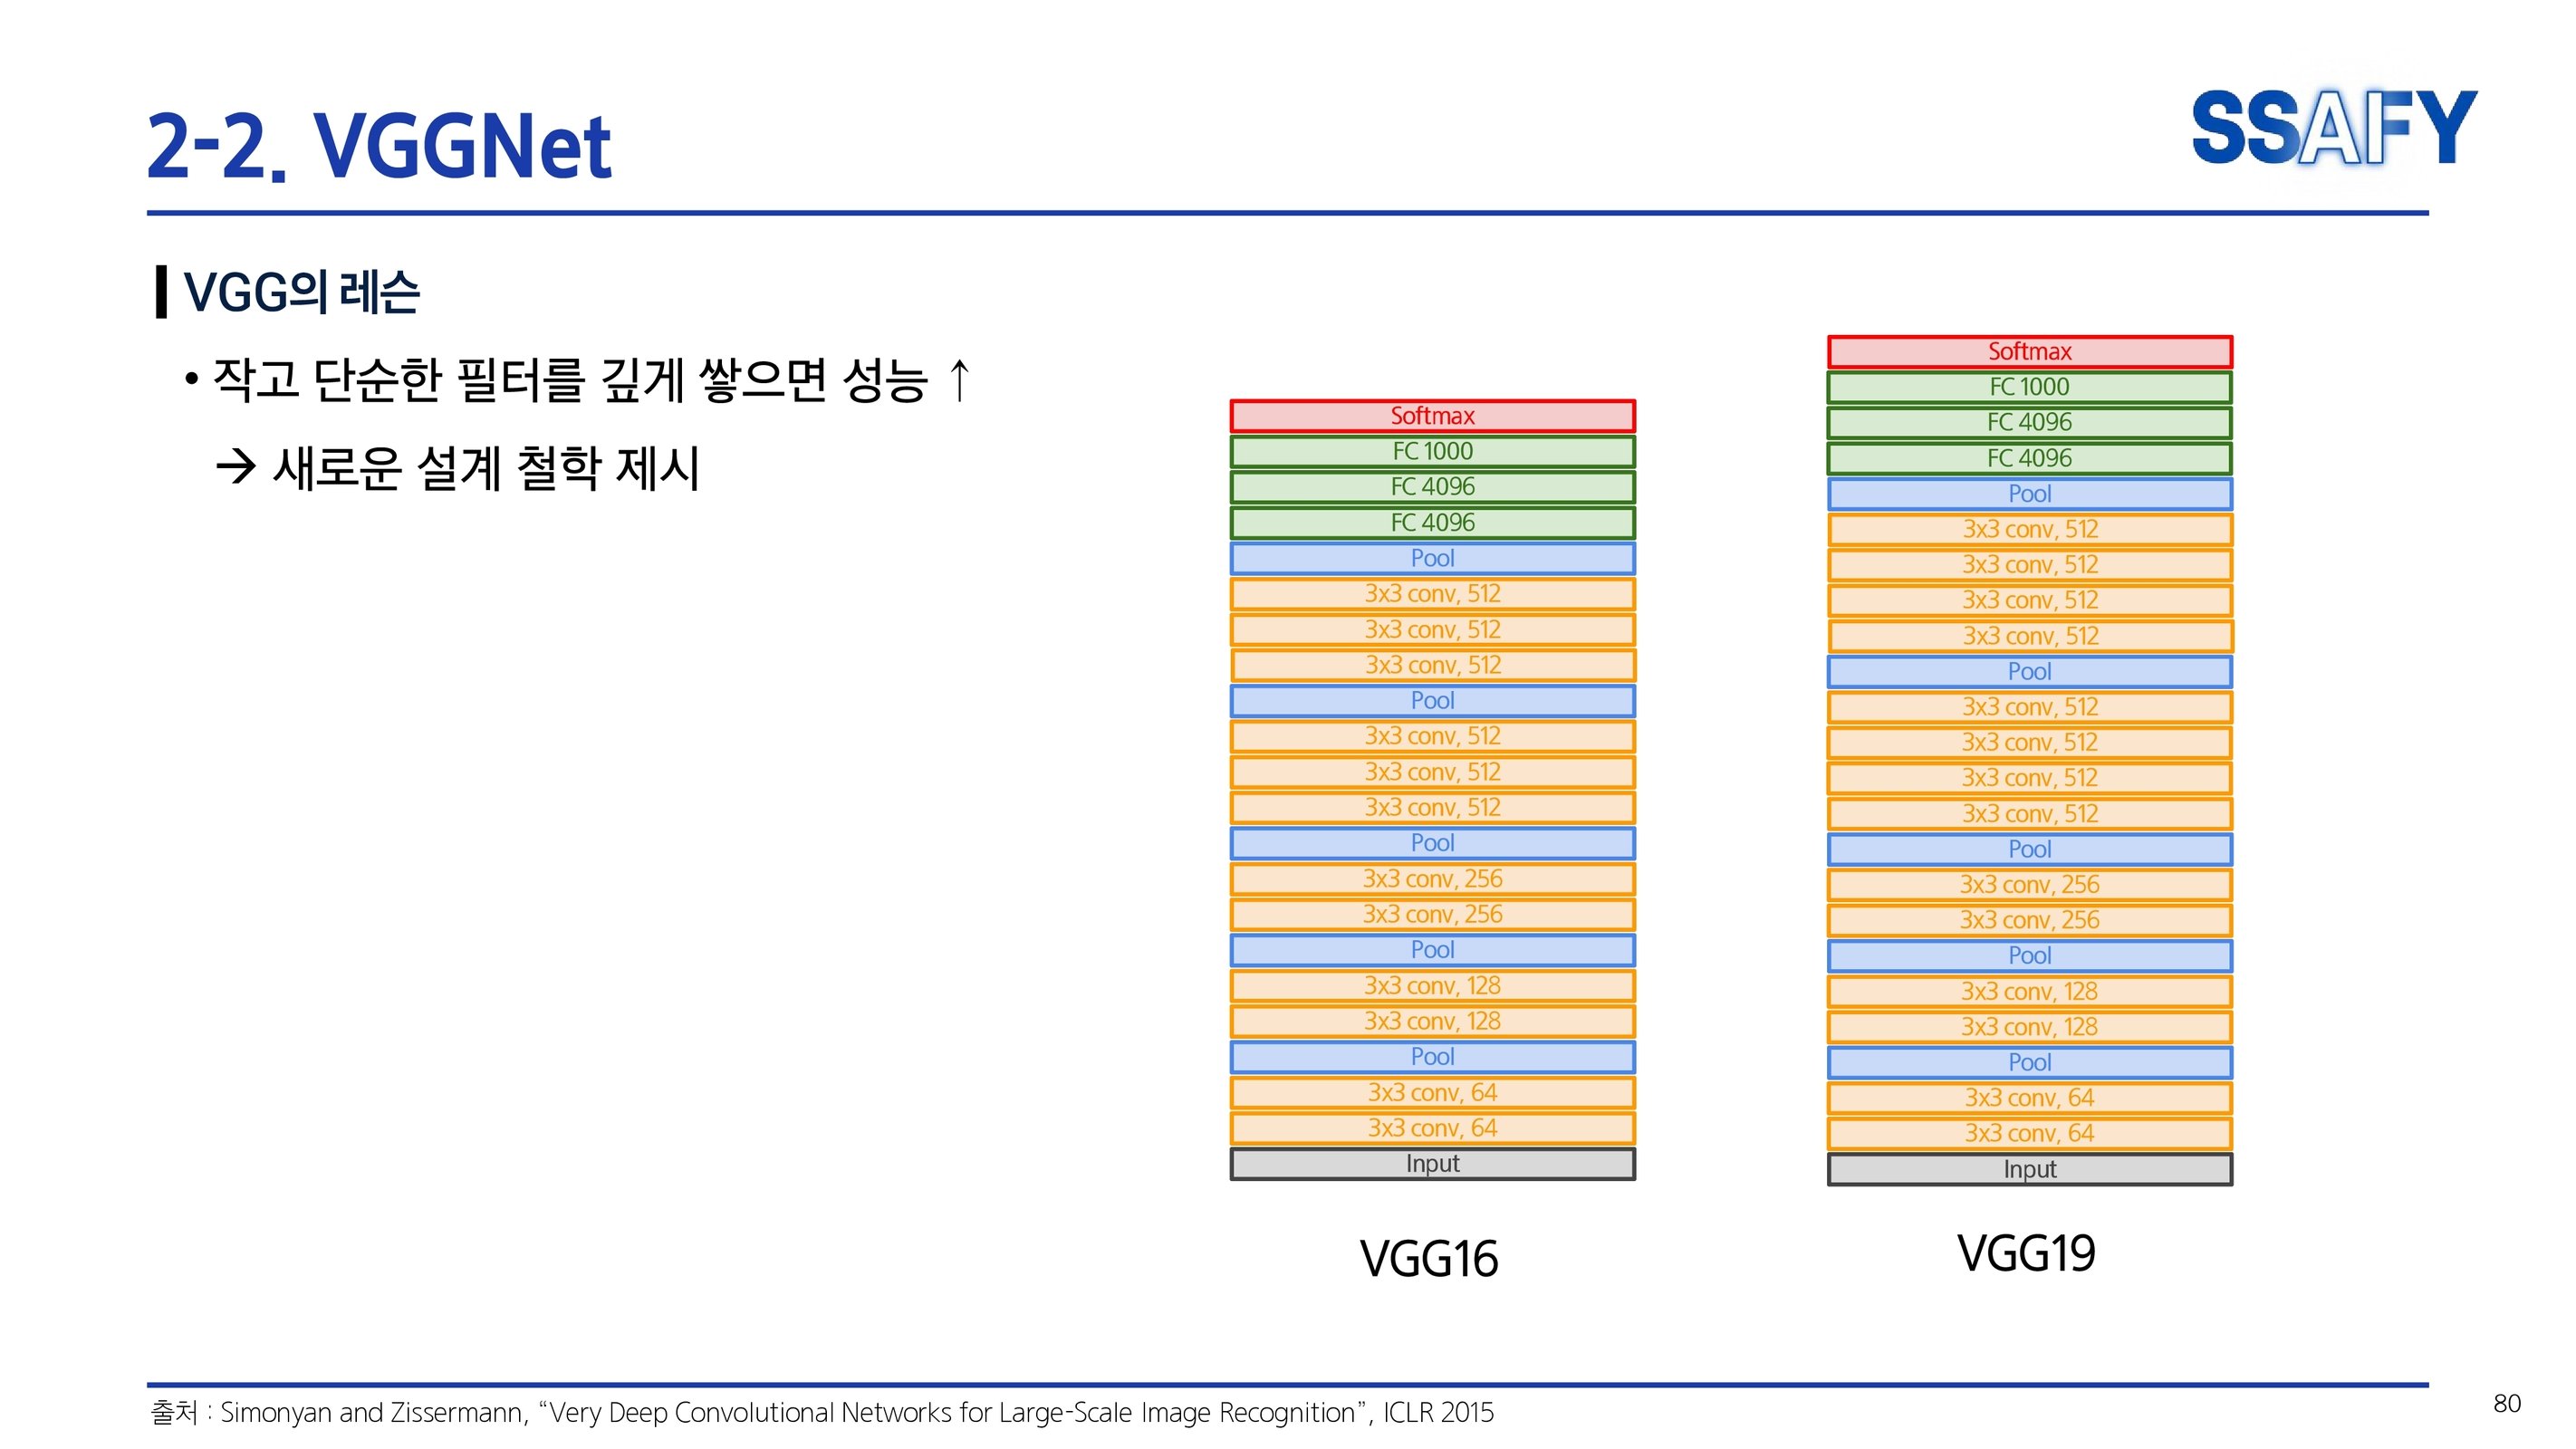 2-2. VGGNet
SSAFY
VGG의 레슨
• 작고 단순한 필터를 깊게 쌓으면 성능 ↑
→ 새로운 설계 철학 제시
Softmax
FC 1000
FC 4096
FC 4096
Pool
3x3 conv, 512
3x3 conv, 512
3x3 conv, 512
Pool
3x3 conv, 512
3x3 conv, 512
3x3 conv, 512
Pool
3x3 conv, 256
3x3 conv, 256
Pool
3x3 conv, 128
3x3 conv, 128
Pool
3x3 conv, 64
3x3 conv, 64
Input
VGG16
Softmax
FC 1000
FC 4096
FC 4096
Pool
3x3 conv, 512
3x3 conv, 512
3x3 conv, 512
3x3 conv, 512
Pool
3x3 conv, 512
3x3 conv, 512
3x3 conv, 512
3x3 conv, 512
Pool
3x3 conv, 256
3x3 conv, 256
Pool
3x3 conv, 128
3x3 conv, 128
Pool
3x3 conv, 64
3x3 conv, 64
Input
VGG19
출처 : Simonyan and Zissermann, “Very Deep Convolutional Networks for Large-Scale Image Recognition”, ICLR 2015
80